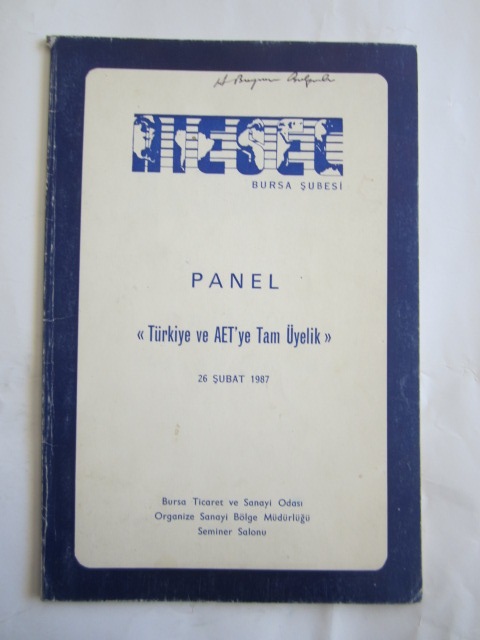 AIESEC
BURSA ŞUBESİ
PANEL
« Türkiye ve AET'ye Tam Üyelik »
26 ŞUBAT 1987
Bursa Ticaret ve Sanayi Odası
Organize Sanayi Bölge Müdürlüğü
Seminer Salonu